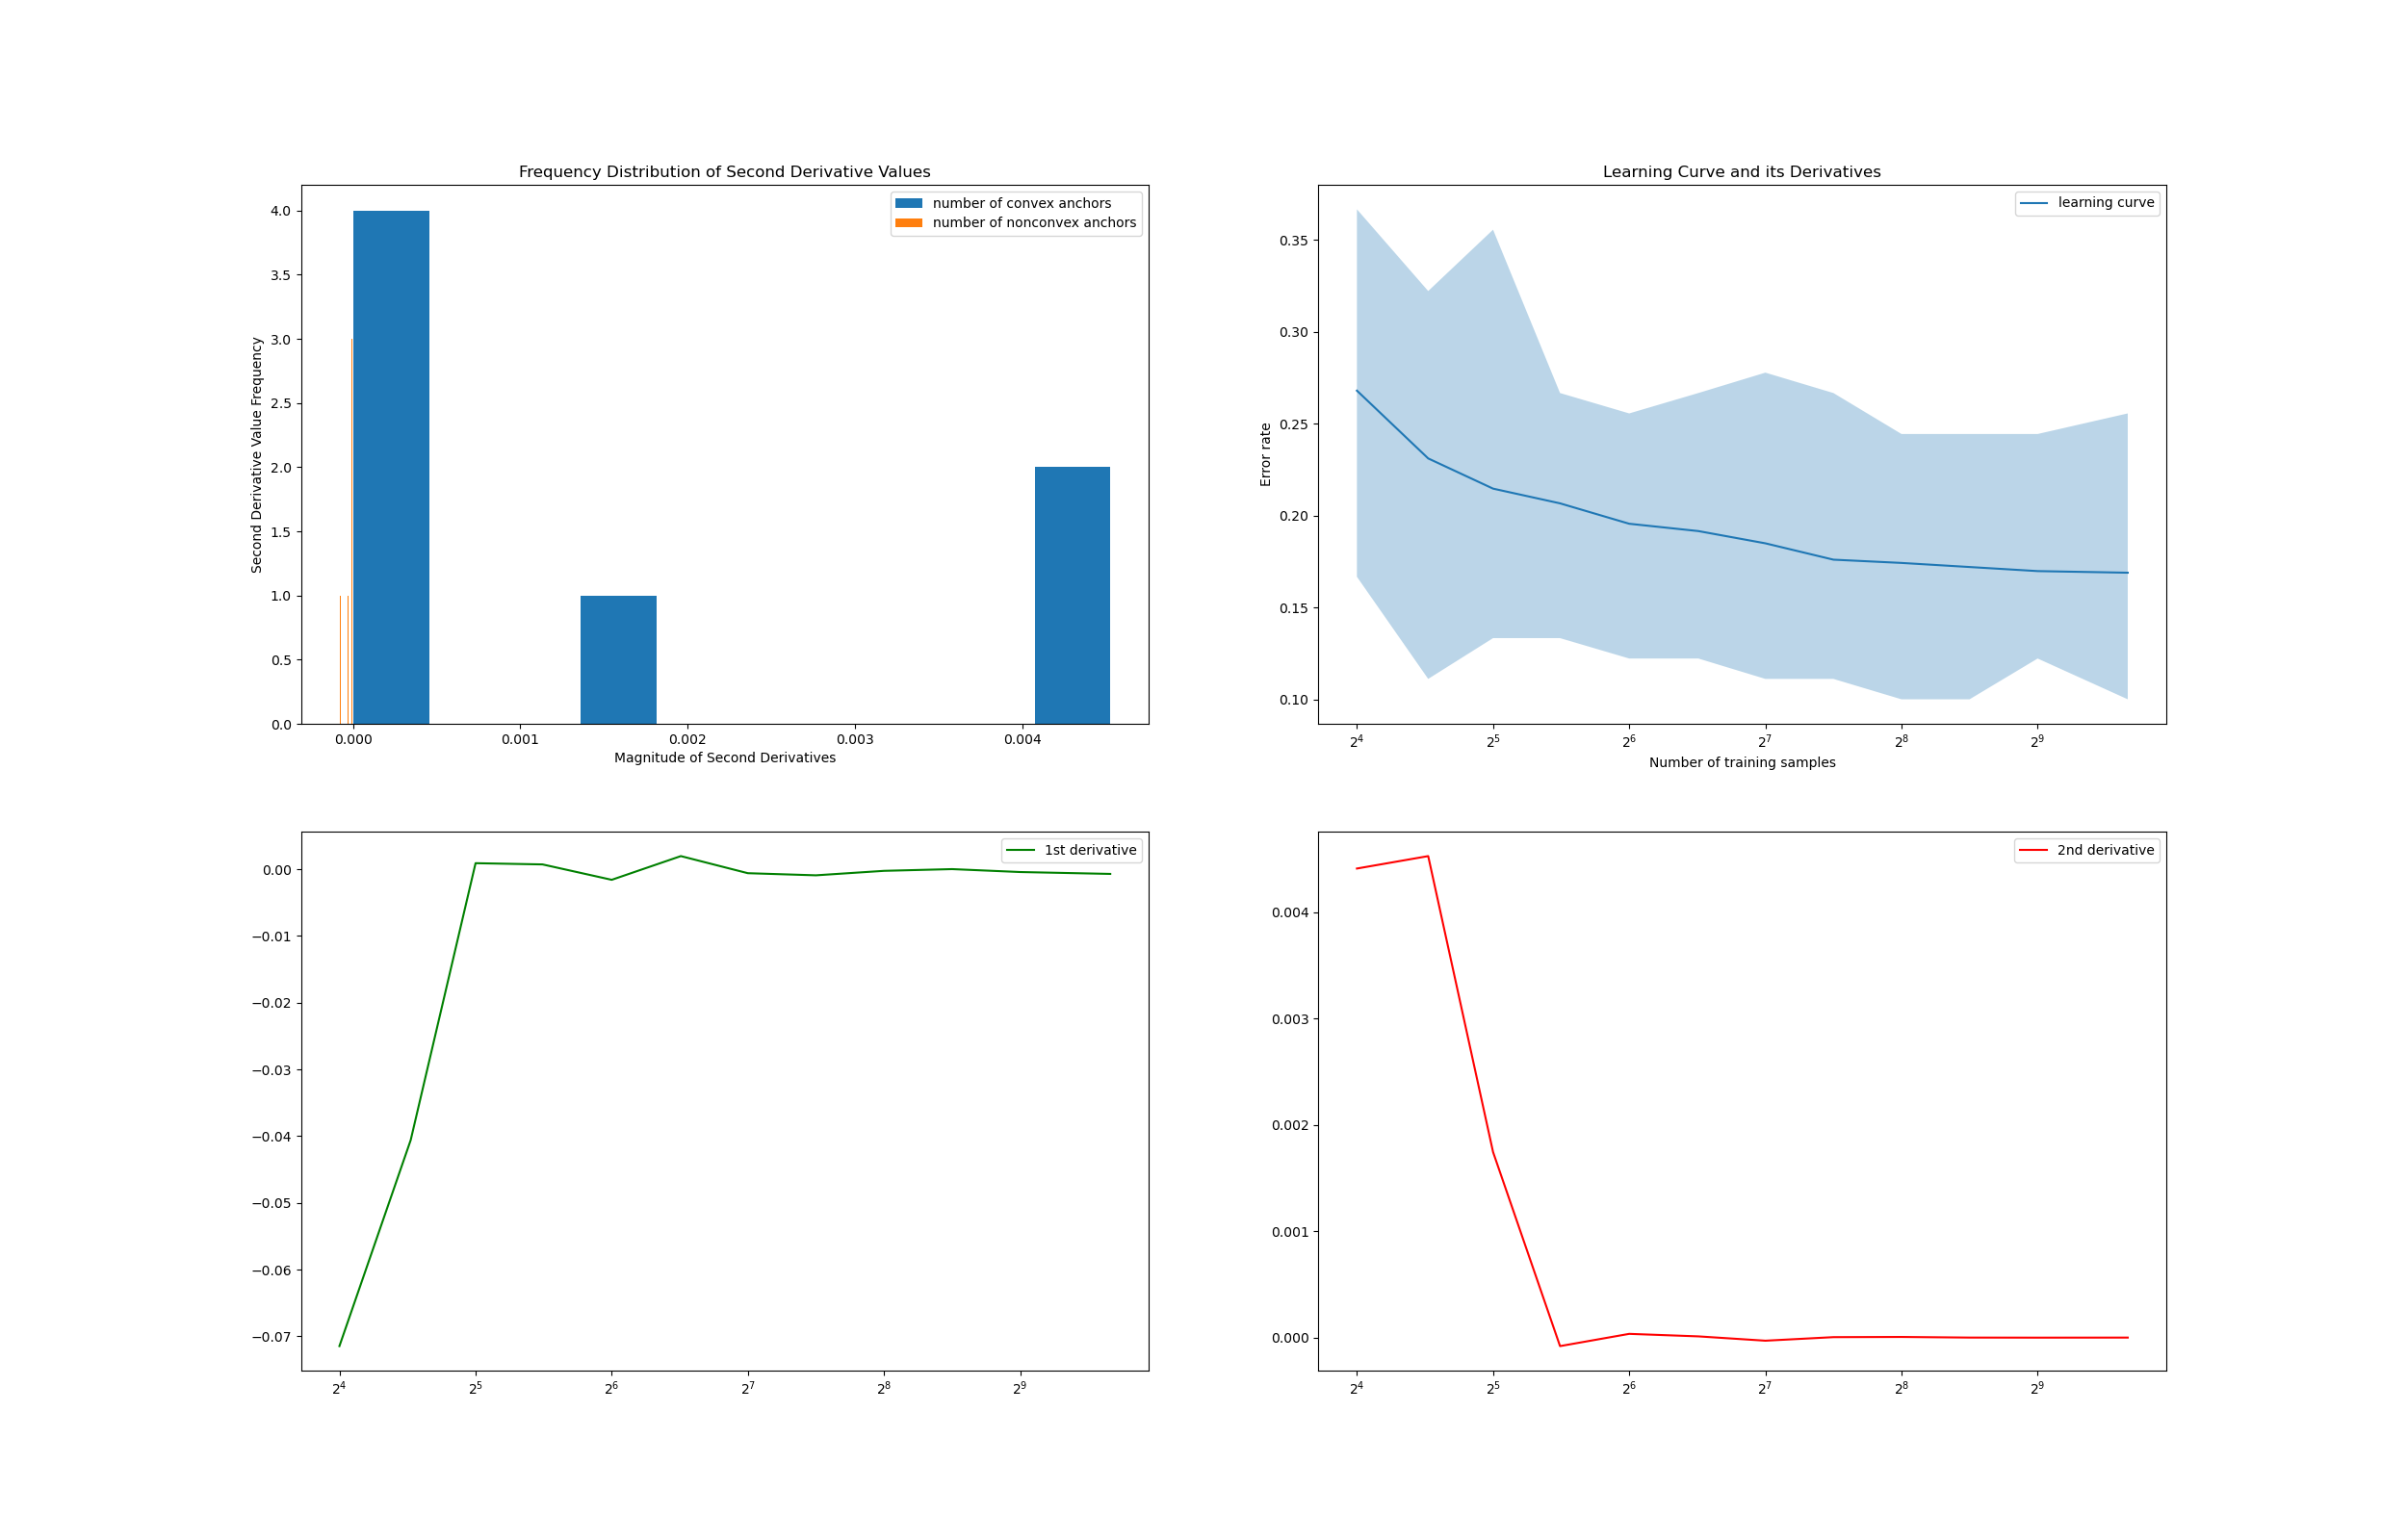 Frequency Distribution of Second Derivative Values
number of convex anchors
number of nonconvex anchors
4.0
3.5
3.0
2.5
2.0
1.5
1.0
0.5
0.0
Second Derivative Value Frequency
0.000 0.001 0.002 0.003 0.004
Magnitude of Second Derivatives
Learning Curve and its Derivatives
learning curve
0.35
0.30
0.25
0.20
0.15
0.10
Error rate
2⁴ 2⁵ 2⁶ 2⁷ 2⁸ 2⁹
Number of training samples
1st derivative
0.00
−0.01
−0.02
−0.03
−0.04
−0.05
−0.06
−0.07
2⁴ 2⁵ 2⁶ 2⁷ 2⁸ 2⁹
2nd derivative
0.004
0.003
0.002
0.001
0.000
2⁴ 2⁵ 2⁶ 2⁷ 2⁸ 2⁹